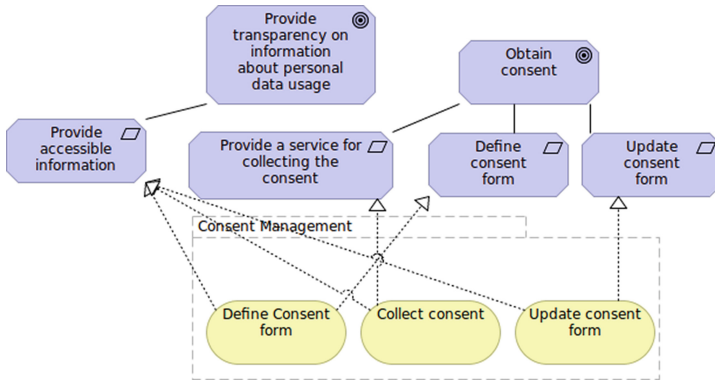 Provide
transparency on
information
about personal
data usage
Obtain
consent
Provide
accessible
information
Provide a service for
collecting the
consent
Define
consent
form
Update
consent
form
Consent Management
Define Consent
form
Collect consent
Update consent
form